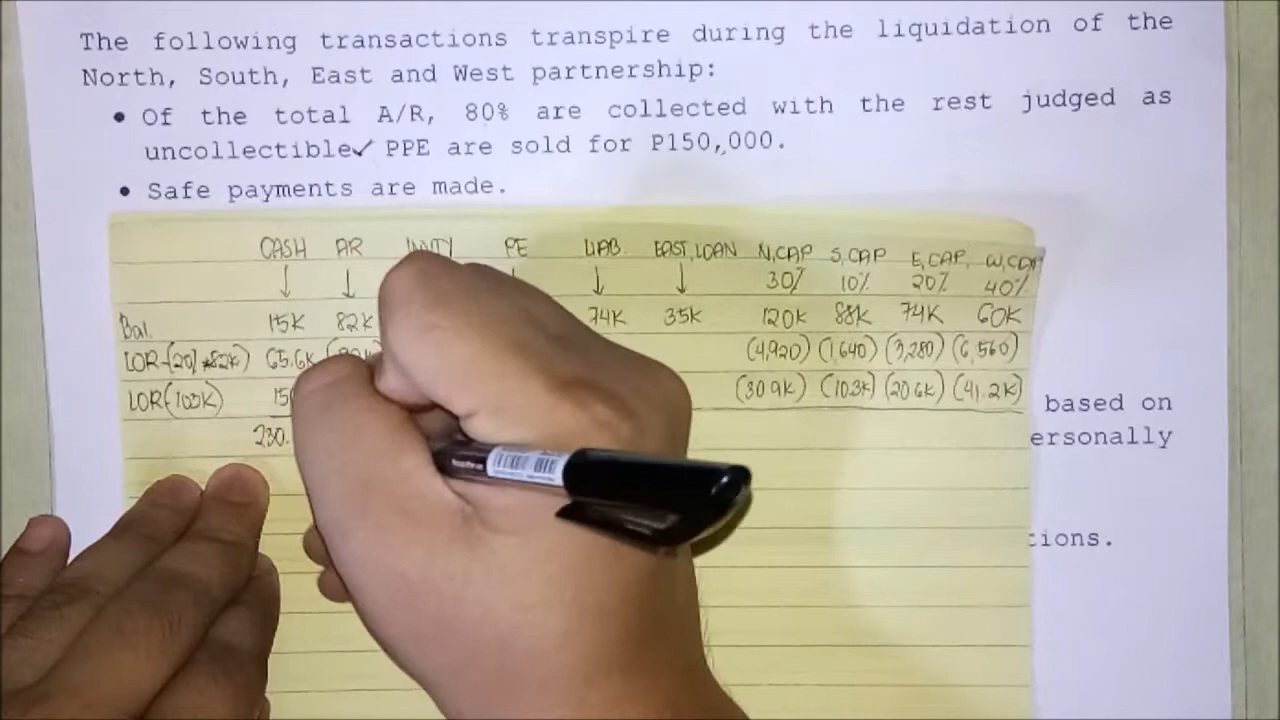 The following transactions transpire during the liquidation of the
North, South, East and West partnership:
• Of the total A/R, 80% are collected with the rest judged as
uncollectible✓ PPE are sold for P150,000.
• Safe payments are made.
CASH AR PE LIAB. EAST, LOAN N, CAP S, CAP E, CAP, W, CAP
↓ ↓ ↓ ↓ 30% 10% 20% 40%
Bal. 15K 82K 74K 35K 120K 88K 74K 60K
LOR-(20%*82K) 65.6K (4,920) (1,640) (3,280) (6,560)
LOR(103K) (30.9K) (10.3K) (20.6K) (41.2K)
based on
230.
ersonally
tions.